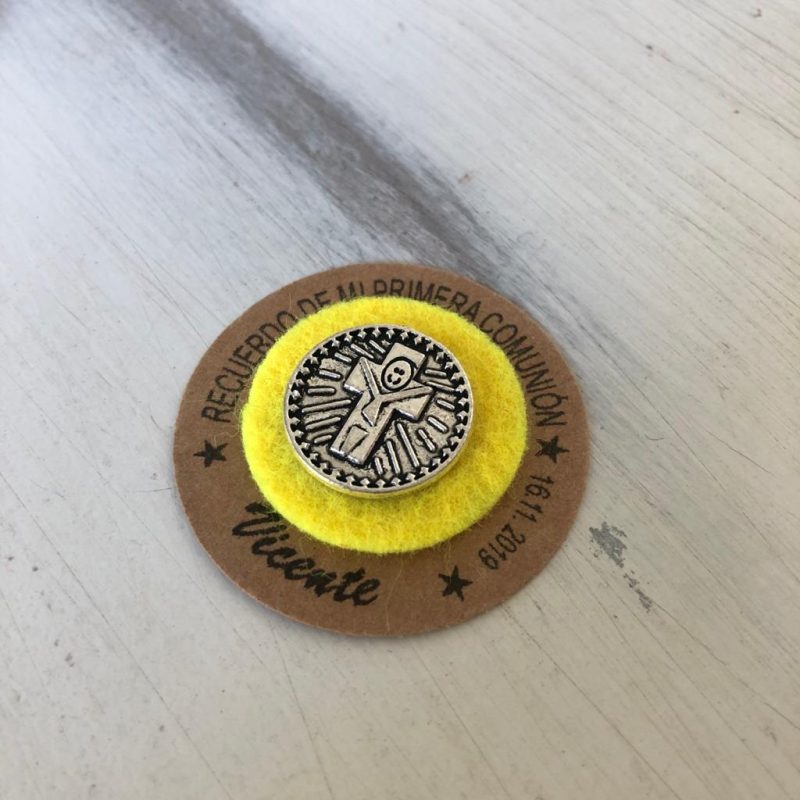 RECUERDO DE MI PRIMERA COMUNIÓN
16.11.2019
Vicente